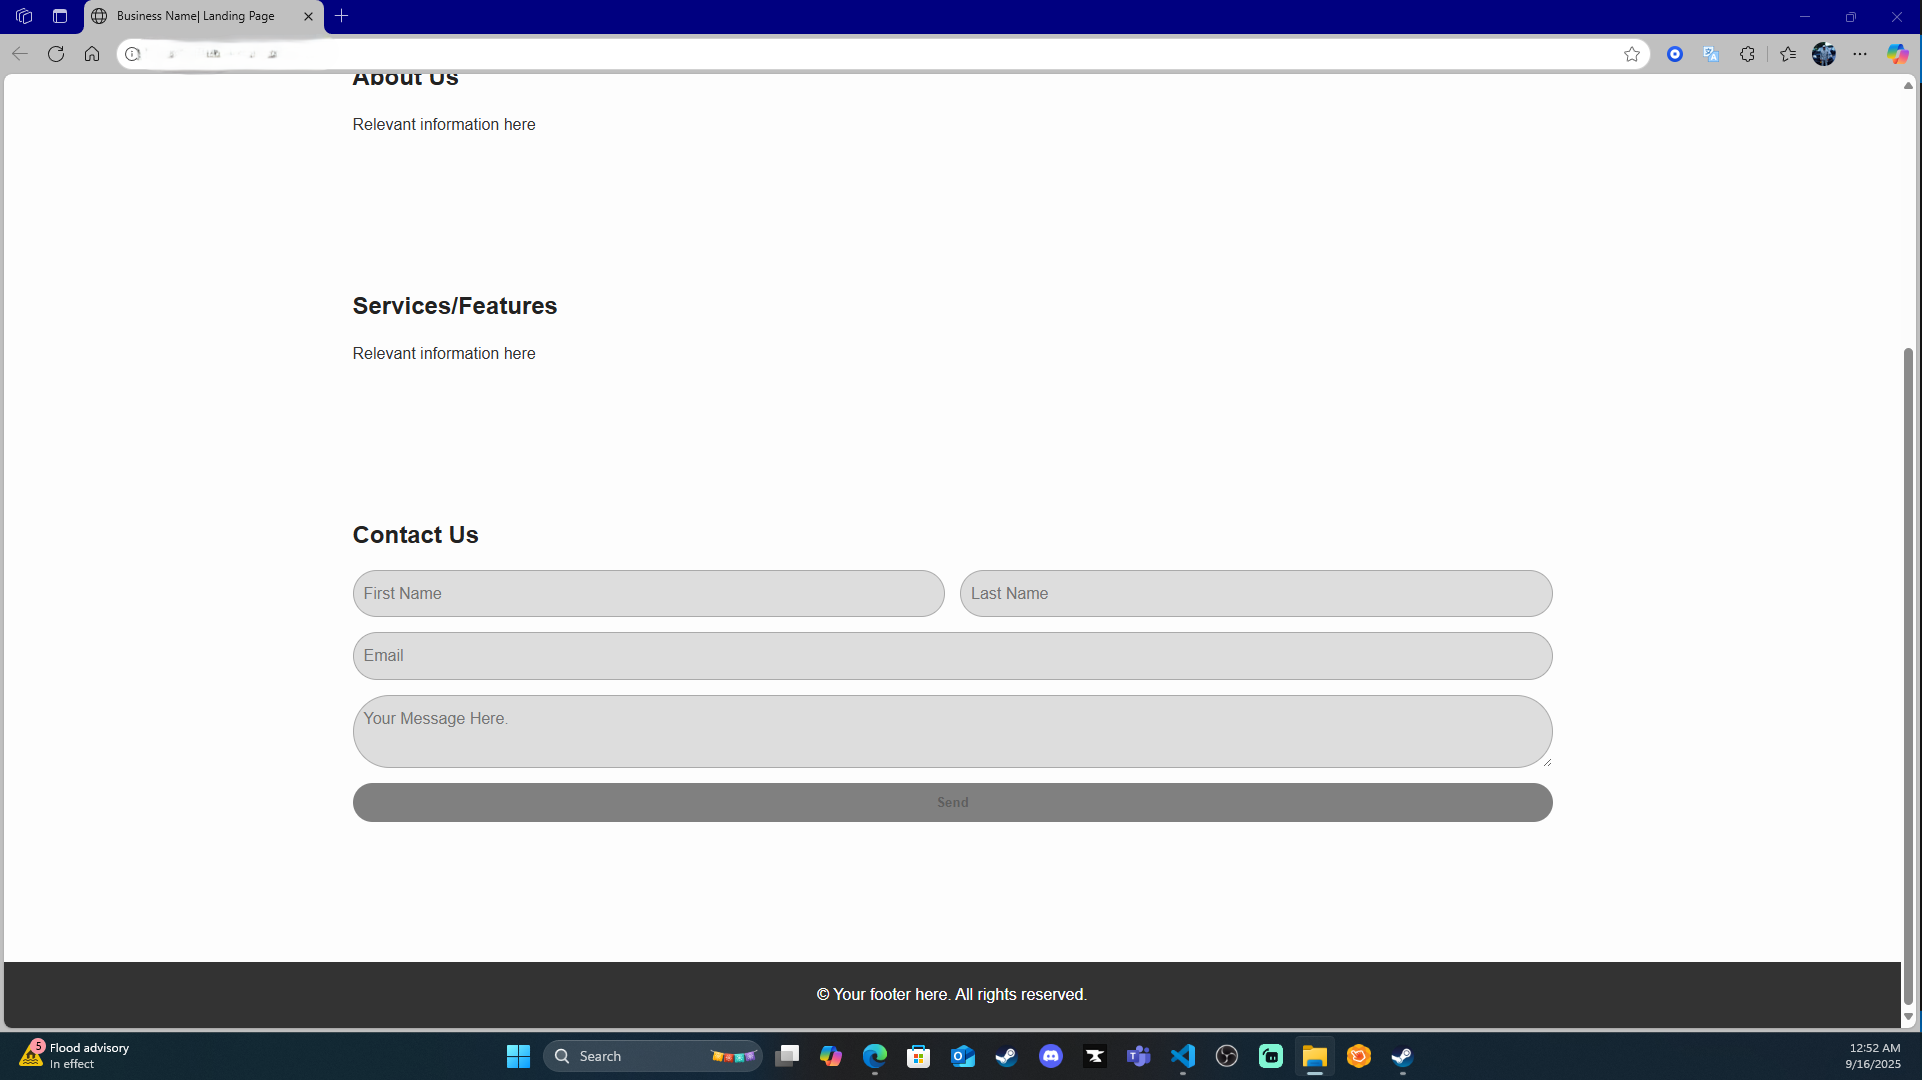 Business Name| Landing Page
About Us
Relevant information here
Services/Features
Relevant information here
Contact Us
First Name
Last Name
Email
Your Message Here.
Send
© Your footer here. All rights reserved.
5
Flood advisory
In effect
Search
12:52 AM
9/16/2025